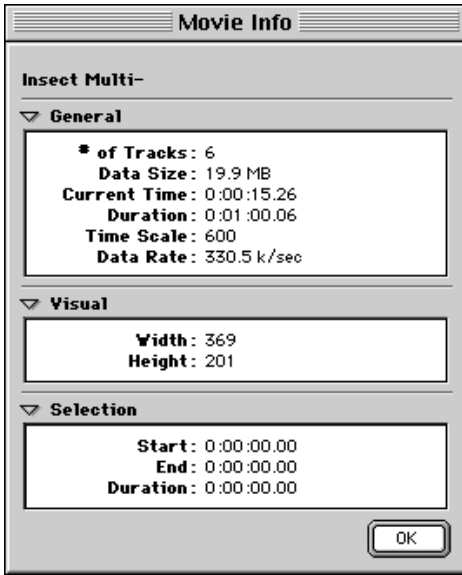 Movie Info
Insect Multi-
General
# of Tracks: 6
Data Size: 19.9 MB
Current Time: 0:00:15.26
Duration: 0:01:00.06
Time Scale: 600
Data Rate: 330.5 k/sec
Visual
Width: 369
Height: 201
Selection
Start: 0:00:00.00
End: 0:00:00.00
Duration: 0:00:00.00
OK